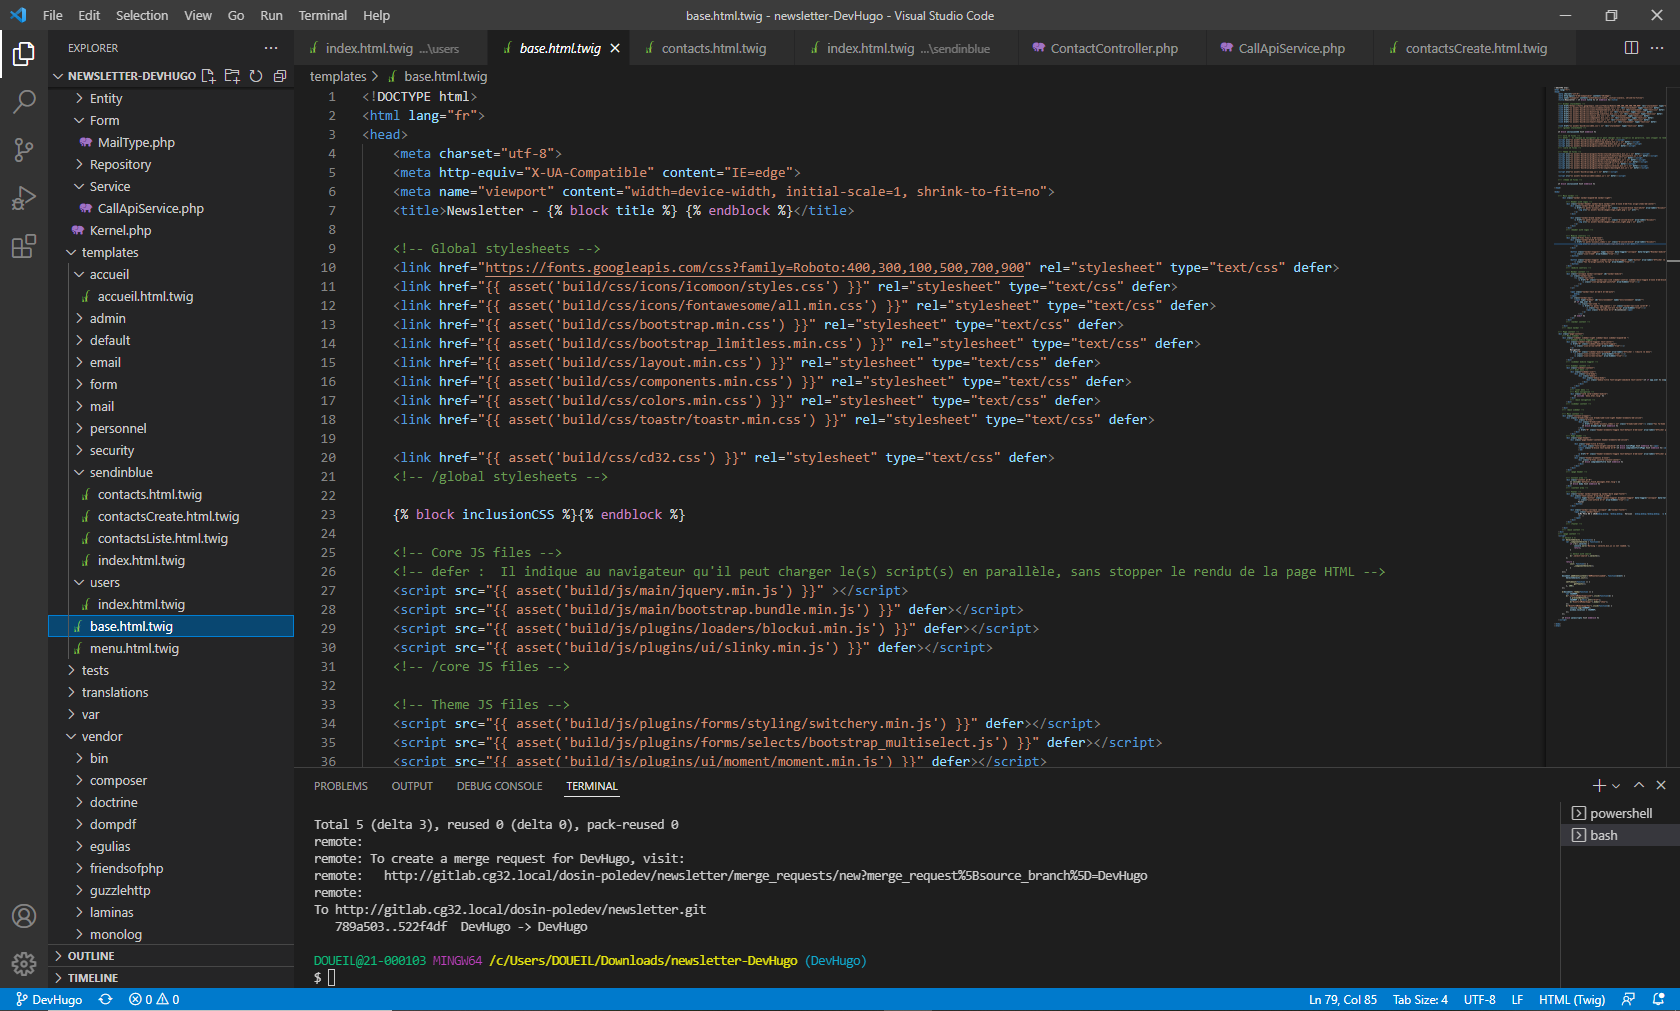 File Edit Selection View Go Run Terminal Help
base.html.twig - newsletter-DevHugo - Visual Studio Code
EXPLORER
NEWSLETTER-DEVHUGO
Entity
Form
MailType.php
Repository
Service
CallApiService.php
Kernel.php
templates
accueil
accueil.html.twig
admin
default
email
form
mail
personnel
security
sendinblue
contacts.html.twig
contactsCreate.html.twig
contactsListe.html.twig
index.html.twig
users
index.html.twig
base.html.twig
menu.html.twig
tests
translations
var
vendor
bin
composer
doctrine
dompdf
egulias
friendsofphp
guzzlehttp
laminas
monolog
OUTLINE
TIMELINE
index.html.twig ...\users
base.html.twig
contacts.html.twig
index.html.twig ...\sendinblue
ContactController.php
CallApiService.php
contactsCreate.html.twig
templates > base.html.twig
1 <!DOCTYPE html>
2 <html lang="fr">
3 <head>
4 <meta charset="utf-8">
5 <meta http-equiv="X-UA-Compatible" content="IE=edge">
6 <meta name="viewport" content="width=device-width, initial-scale=1, shrink-to-fit=no">
7 <title>Newsletter - {% block title %} {% endblock %}</title>
8
9 <!-- Global stylesheets -->
10 <link href="https://fonts.googleapis.com/css?family=Roboto:400,300,100,500,700,900" rel="stylesheet" type="text/css" defer>
11 <link href="{{ asset('build/css/icons/icomoon/styles.css') }}" rel="stylesheet" type="text/css" defer>
12 <link href="{{ asset('build/css/icons/fontawesome/all.min.css') }}" rel="stylesheet" type="text/css" defer>
13 <link href="{{ asset('build/css/bootstrap.min.css') }}" rel="stylesheet" type="text/css" defer>
14 <link href="{{ asset('build/css/bootstrap_limitless.min.css') }}" rel="stylesheet" type="text/css" defer>
15 <link href="{{ asset('build/css/layout.min.css') }}" rel="stylesheet" type="text/css" defer>
16 <link href="{{ asset('build/css/components.min.css') }}" rel="stylesheet" type="text/css" defer>
17 <link href="{{ asset('build/css/colors.min.css') }}" rel="stylesheet" type="text/css" defer>
18 <link href="{{ asset('build/css/toastr/toastr.min.css') }}" rel="stylesheet" type="text/css" defer>
19
20 <link href="{{ asset('build/css/cd32.css') }}" rel="stylesheet" type="text/css" defer>
21 <!-- /global stylesheets -->
22
23 {% block inclusionCSS %}{% endblock %}
24
25 <!-- Core JS files -->
26 <!-- defer :  Il indique au navigateur qu'il peut charger le(s) script(s) en parallèle, sans stopper le rendu de la page HTML -->
27 <script src="{{ asset('build/js/main/jquery.min.js') }}" ></script>
28 <script src="{{ asset('build/js/main/bootstrap.bundle.min.js') }}" defer></script>
29 <script src="{{ asset('build/js/plugins/loaders/blockui.min.js') }}" defer></script>
30 <script src="{{ asset('build/js/plugins/ui/slinky.min.js') }}" defer></script>
31 <!-- /core JS files -->
32
33 <!-- Theme JS files -->
34 <script src="{{ asset('build/js/plugins/forms/styling/switchery.min.js') }}" defer></script>
35 <script src="{{ asset('build/js/plugins/forms/selects/bootstrap_multiselect.js') }}" defer></script>
36 <script src="{{ asset('build/js/plugins/ui/moment/moment.min.js') }}" defer></script>
PROBLEMS OUTPUT DEBUG CONSOLE TERMINAL
Total 5 (delta 3), reused 0 (delta 0), pack-reused 0
remote:
remote: To create a merge request for DevHugo, visit:
remote:   http://gitlab.cg32.local/dosin-poledev/newsletter/merge_requests/new?merge_request%5Bsource_branch%5D=DevHugo
remote:
To http://gitlab.cg32.local/dosin-poledev/newsletter.git
789a503..522f4df  DevHugo -> DevHugo
DOUEIL@21-000103 MINGW64 /c/Users/DOUEIL/Downloads/newsletter-DevHugo (DevHugo)
$
powershell
bash
DevHugo 0 0 Ln 79, Col 85 Tab Size: 4 UTF-8 LF HTML (Twig)